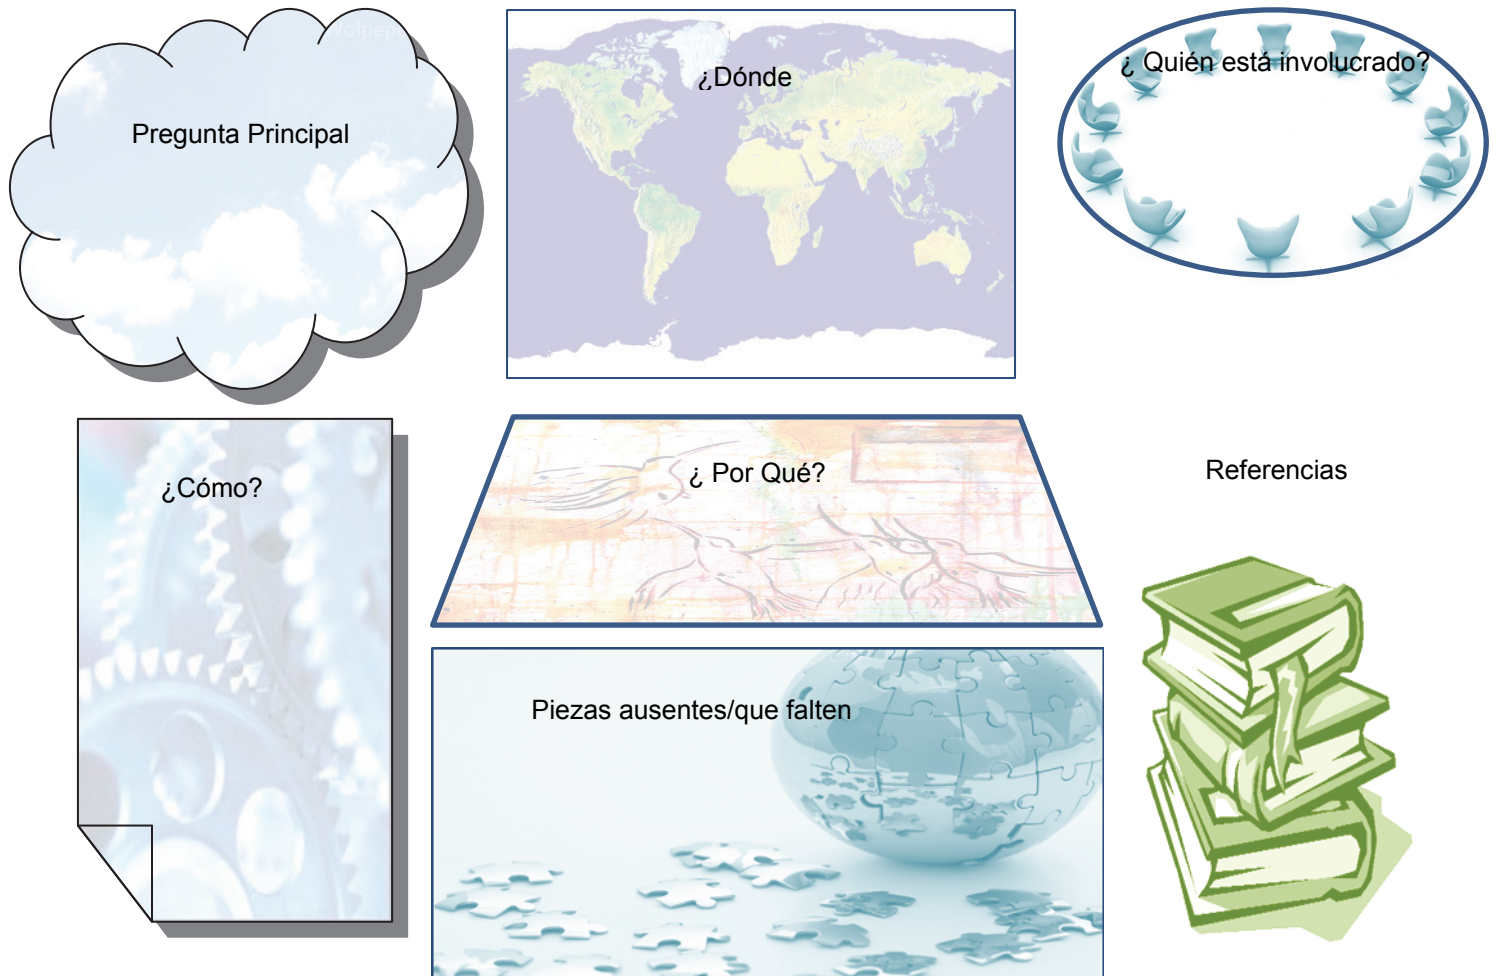 Pregunta Principal
¿Dónde
¿ Quién está involucrado?
¿Cómo?
¿ Por Qué?
Referencias
Piezas ausentes/que falten